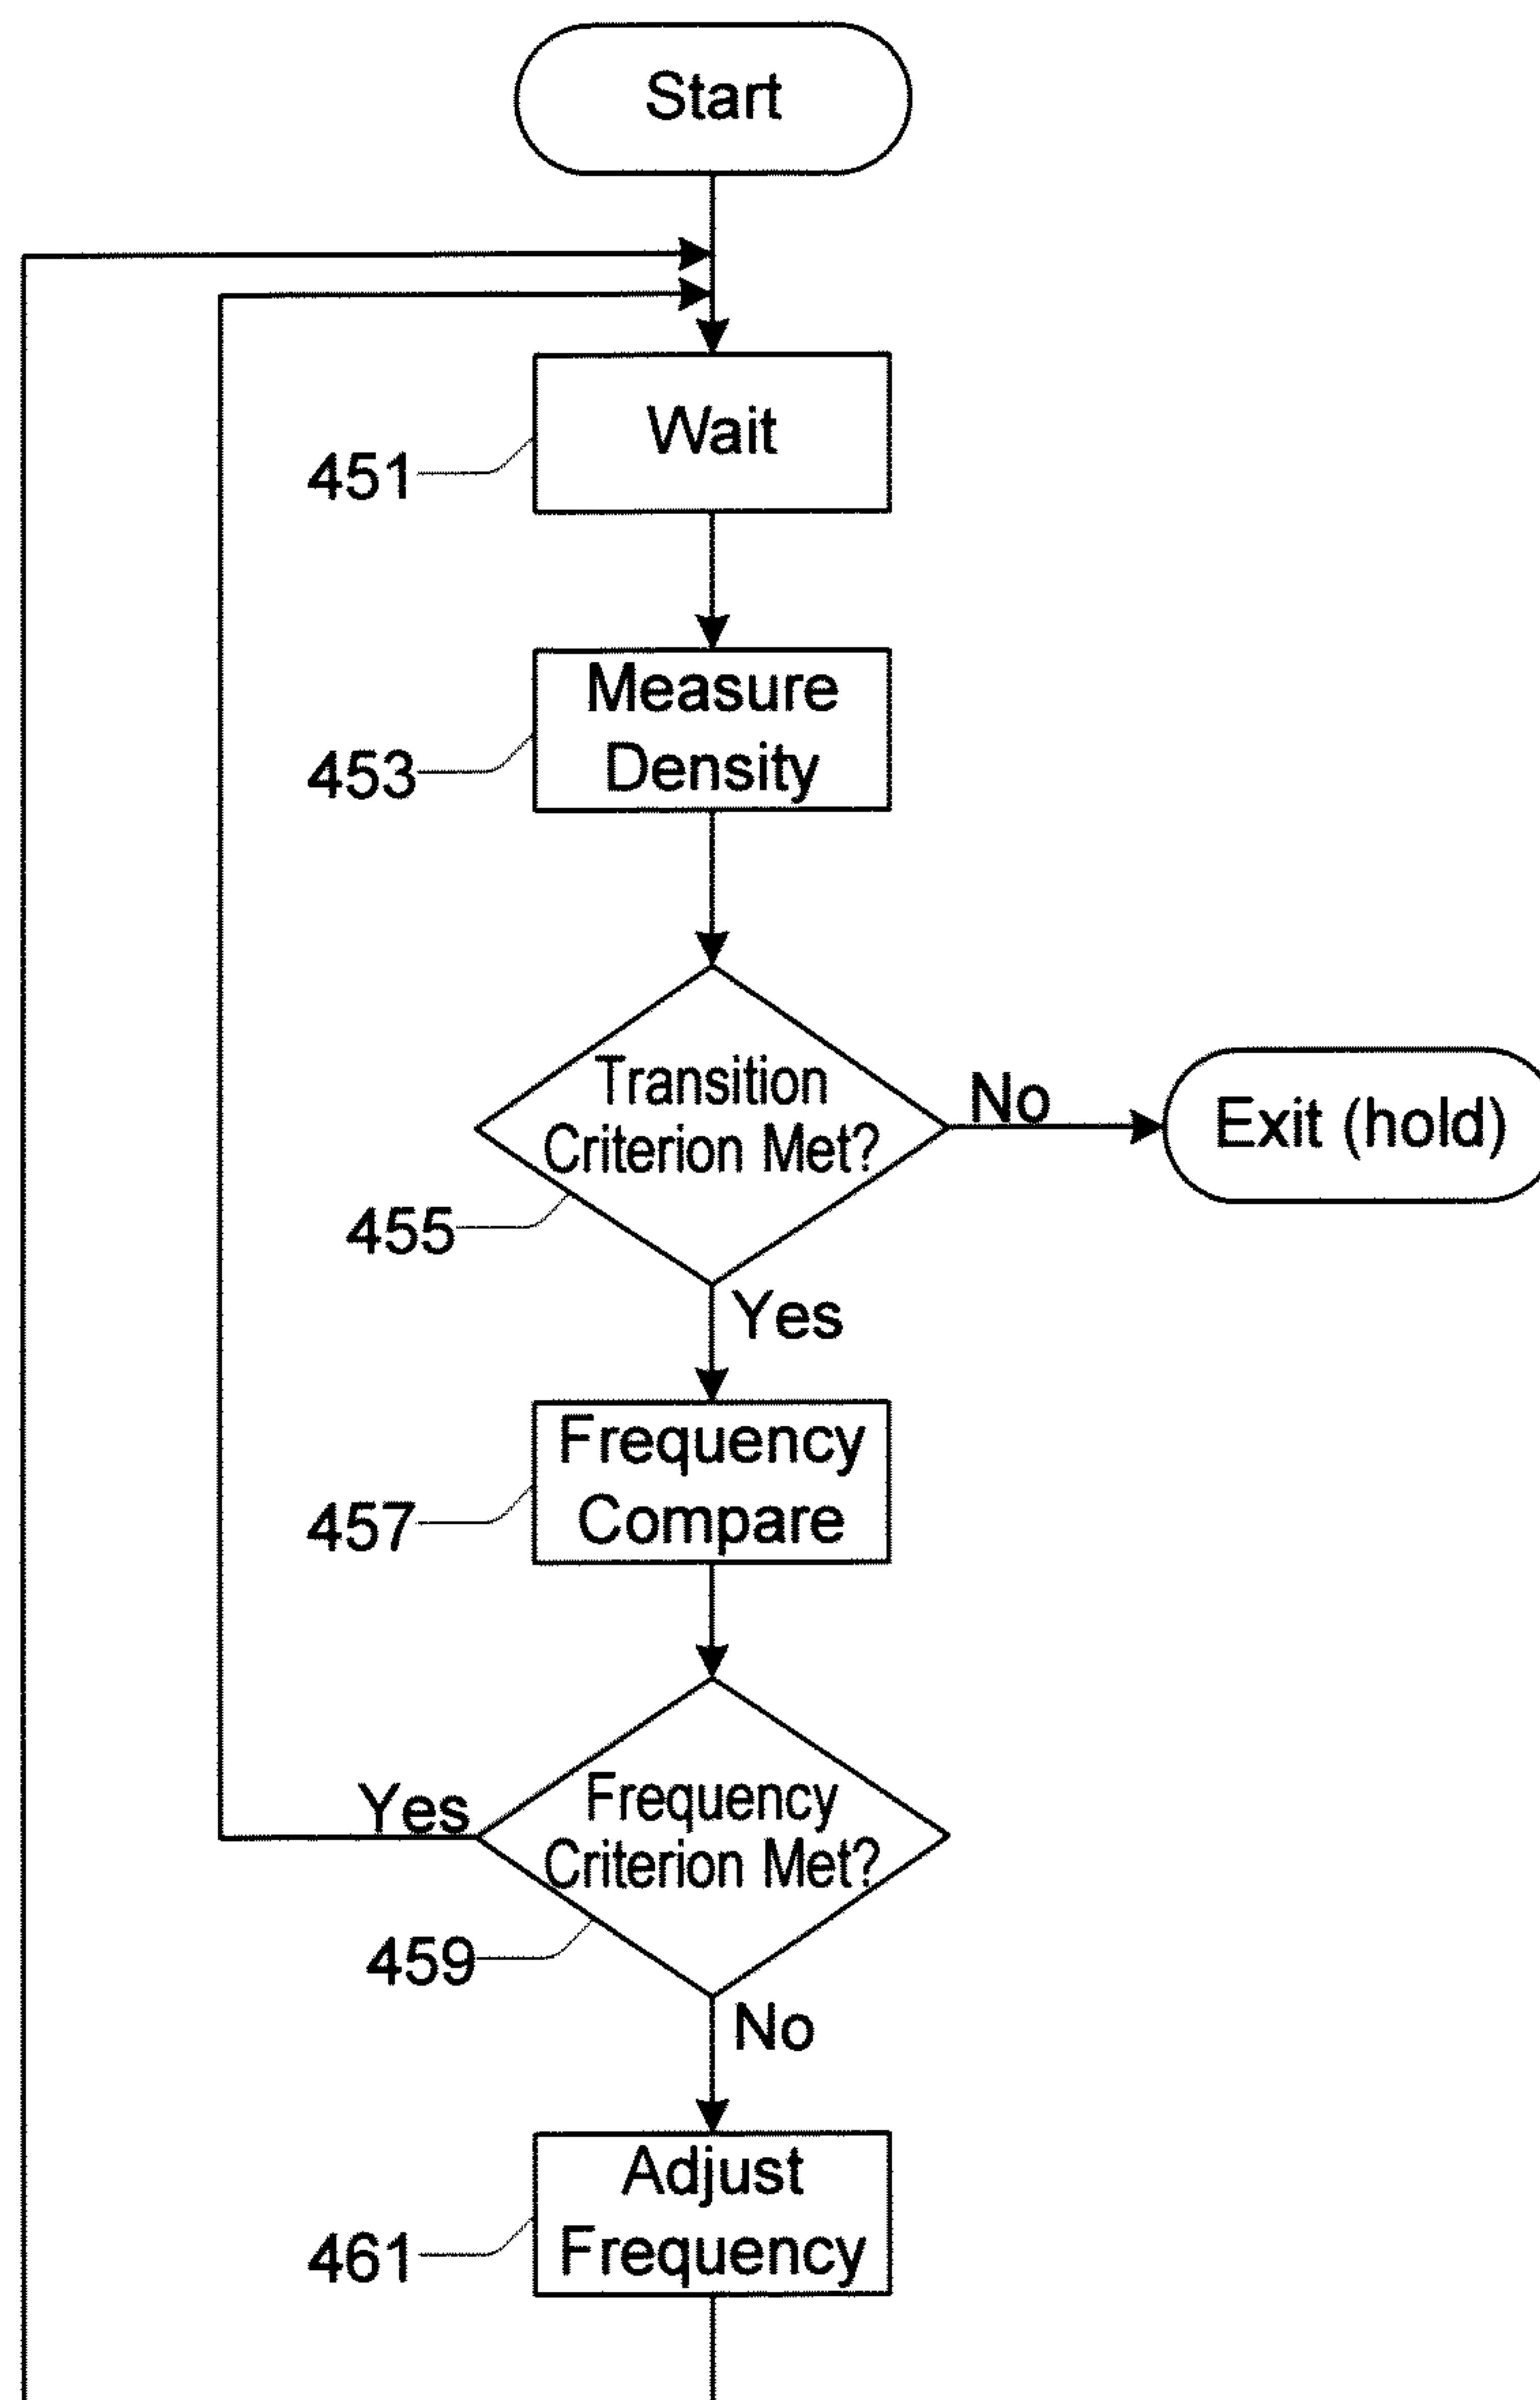 Start
Wait
451
Measure
Density
453
Transition
Criterion Met?
No
Exit (hold)
455
Yes
Frequency
Compare
457
Yes
Frequency
Criterion Met?
459
No
Adjust
Frequency
461